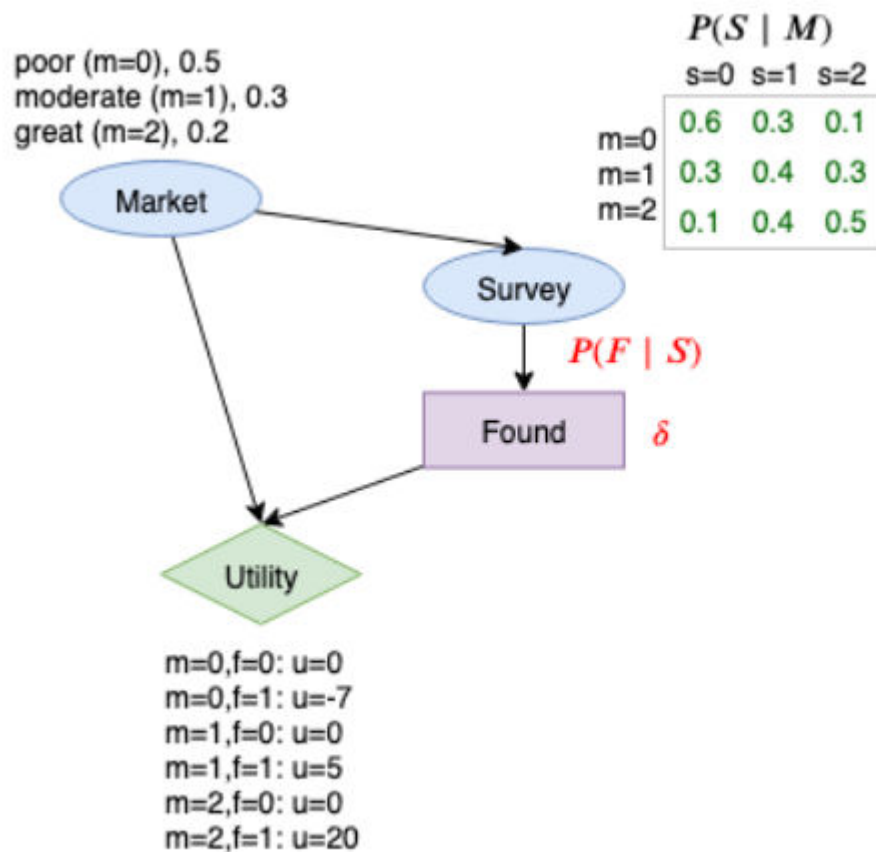 P(S | M)
poor (m=0), 0.5
moderate (m=1), 0.3
great (m=2), 0.2
s=0 s=1 s=2
m=0 0.6 0.3 0.1
m=1 0.3 0.4 0.3
m=2 0.1 0.4 0.5
Market
Survey
P(F | S)
Found
δ
Utility
m=0,f=0: u=0
m=0,f=1: u=-7
m=1,f=0: u=0
m=1,f=1: u=5
m=2,f=0: u=0
m=2,f=1: u=20